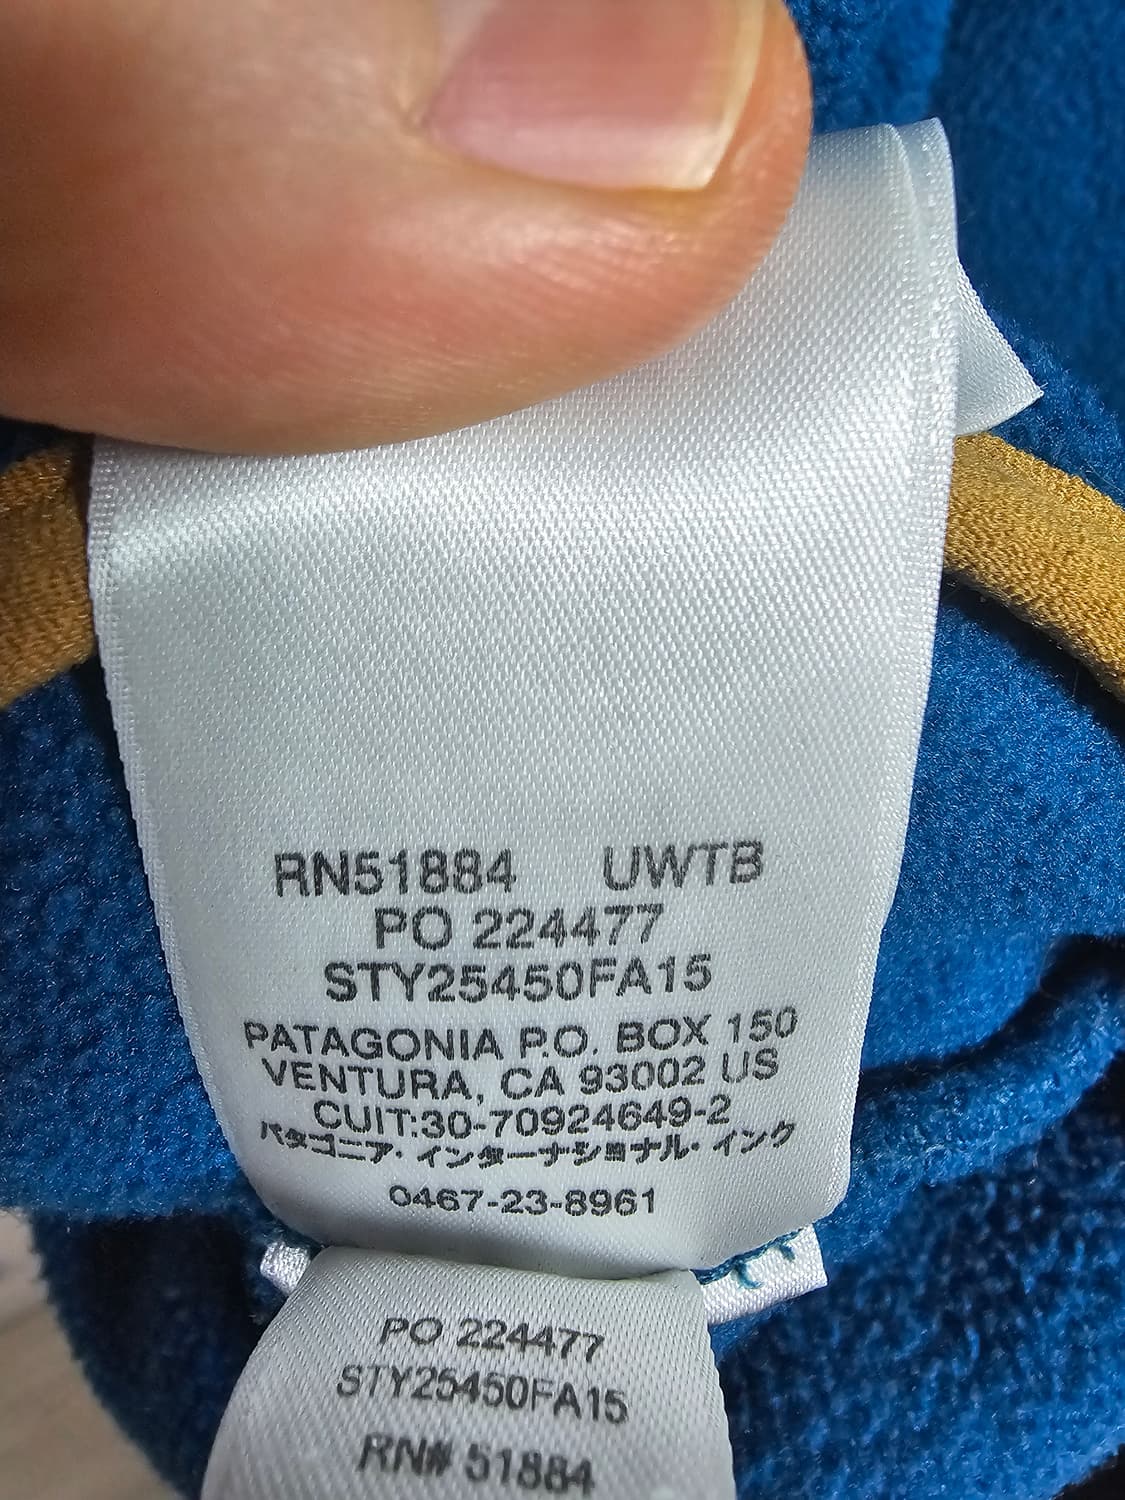 RN51884 UWTB
PO 224477
STY25450FA15
PATAGONIA P.O. BOX 150
VENTURA, CA 93002 US
CUIT:30-70924649-2
パタゴニア・インターナショナル・インク
0467-23-8961
PO 224477
STY25450FA15
RN# 51884